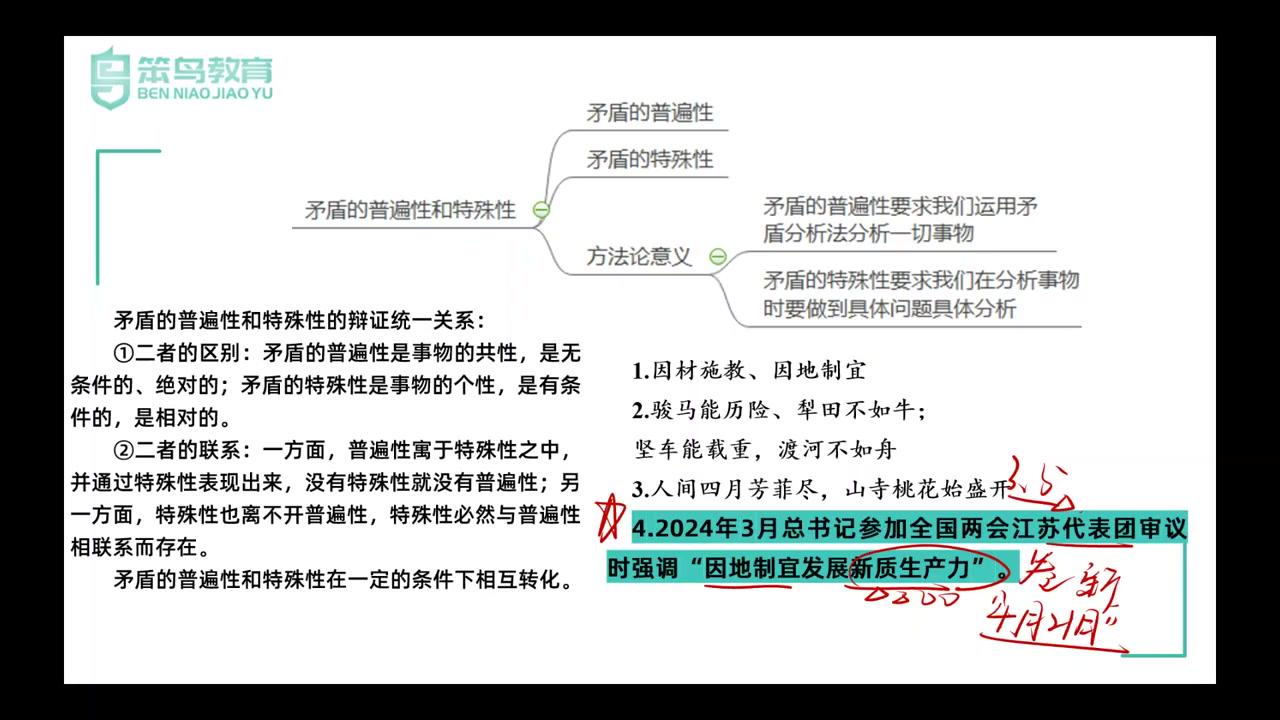 笨鸟教育
BEN NIAO JIAO YU
矛盾的普遍性
矛盾的特殊性
矛盾的普遍性和特殊性
方法论意义
矛盾的普遍性要求我们运用矛
盾分析法分析一切事物
矛盾的特殊性要求我们在分析事物
时要做到具体问题具体分析
矛盾的普遍性和特殊性的辩证统一关系：
①二者的区别：矛盾的普遍性是事物的共性，是无
条件的、绝对的；矛盾的特殊性是事物的个性，是有条
件的，是相对的。
②二者的联系：一方面，普遍性寓于特殊性之中，
并通过特殊性表现出来，没有特殊性就没有普遍性；另
一方面，特殊性也离不开普遍性，特殊性必然与普遍性
相联系而存在。
矛盾的普遍性和特殊性在一定的条件下相互转化。
1.因材施教、因地制宜
2.骏马能历险、犁田不如牛；
坚车能载重，渡河不如舟
3.人间四月芳菲尽，山寺桃花始盛开
4.2024年3月总书记参加全国两会江苏代表团审议
时强调“因地制宜发展新质生产力”。
新
4月21日